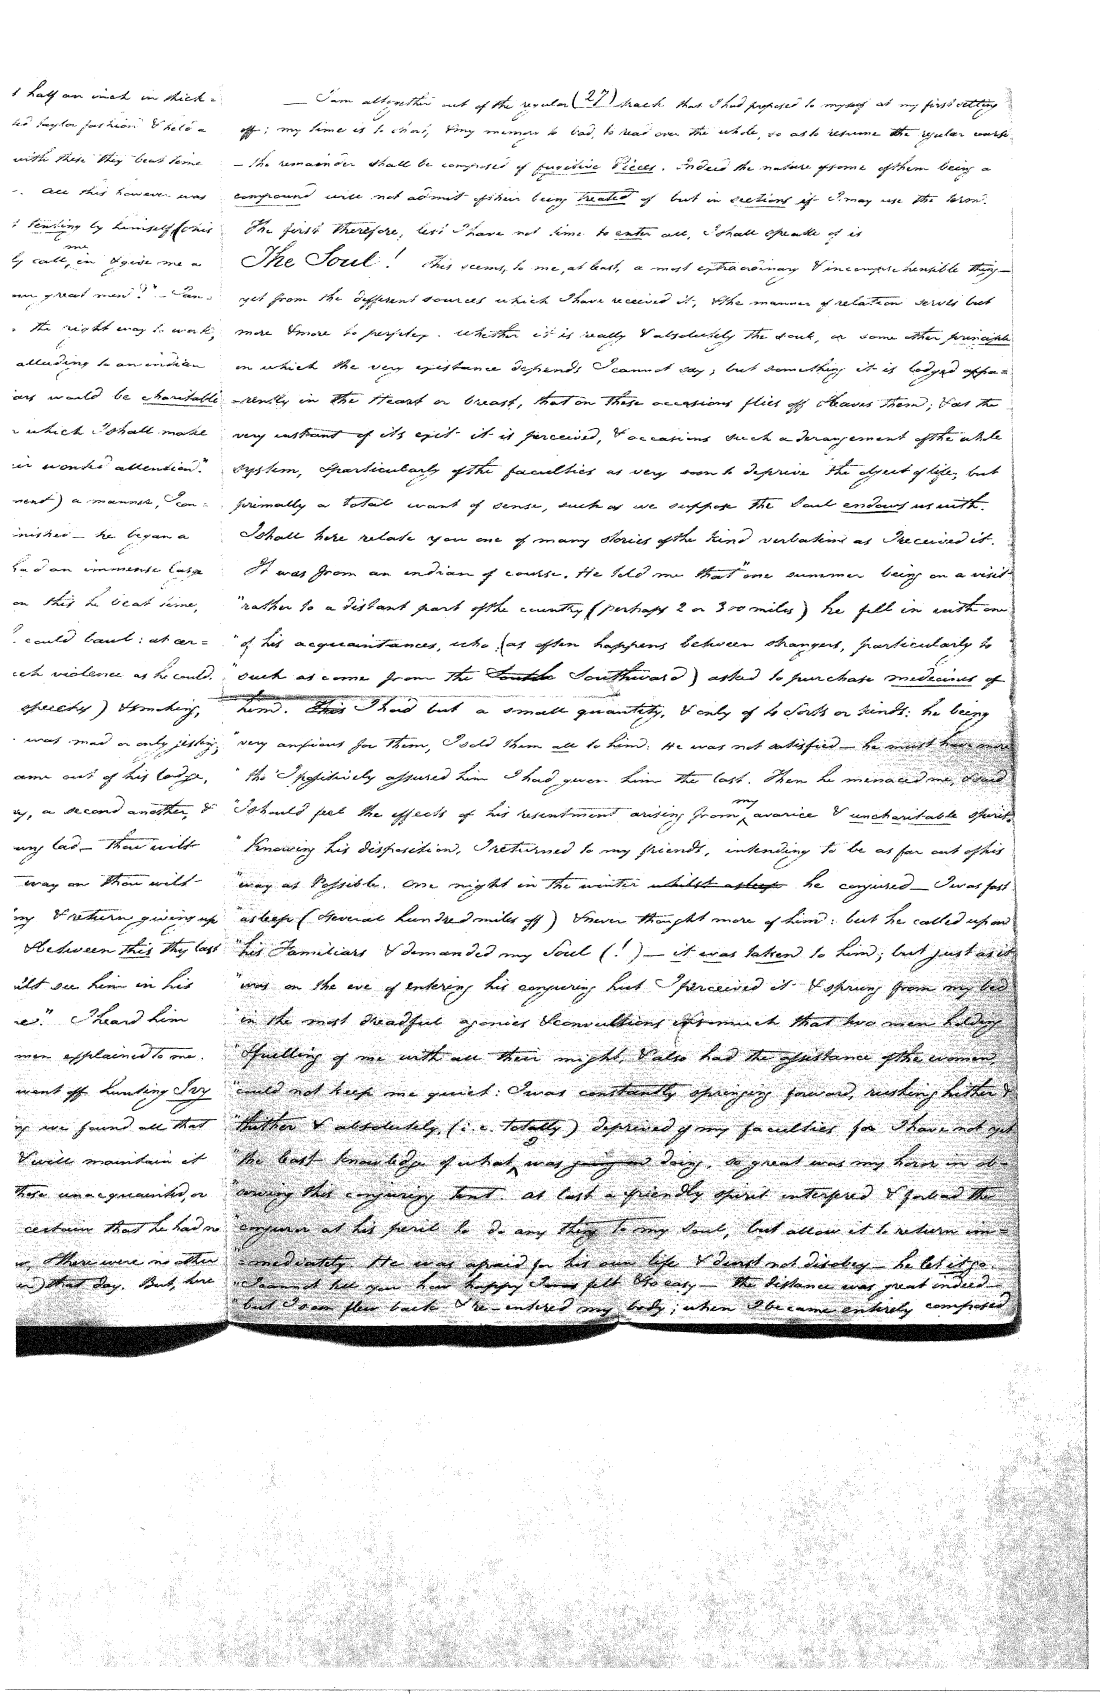 t half an inch in thick=
ted taylor fashion & held a
with these they beat time
. All this however was
t tending by himself (on his
me
ly call, in & give me a
our great men?" — Ian=
. the right way to work,
alluding to an indian
ars would be charitable
r which I shall make
ir wonted attention."
nent) a manner, I con=
inished — he began a
had an immense large
on this he beat time,
? could bawl: at cer=
ch violence as he could.
speechy) & smoking,
. was mad or only jesting,
ame out of his lodge,
ay, a second another, &
ung lad — thou wilt
way on thou wilt
ny & return giving up
& between this thy last
ilt see him in his
re." I heard him
men explained to me.
went off hunting Ivy
ng we found all that
& will maintain it
those unacquainted, or
certain that he had no
, there were no other
that day. But, here
(27)
— I am altogether out of the regular track that I had proposed to myself at my first setting
off; my time is to short, & my memory to bad, to read over the whole, so as to resume the regular work
— the remainder shall be composed of fugitive Pieces. Indeed the nature of some of them being a
compound will not admit of their being treated of but in sections if I may use the term.
The first therefore, lest I have not time to enter all, I shall speake of is
The Soul! this seems, to me, at least, a most extraordinary & incomprehensible thing —
yet from the different sources which I have received it, & the manner of relation serves but
more & more to perplex. whether it is really & absolutely the soul, or some other principle
on which the very existance depends I cannot say; but something it is lodged appa=
=rently in the Heart or breast, that on these occasions flies off & leaves them; & as the
very instant of its exit it is perceived, & occasions such a derangement of the whole
system, & particularly of the faculties as very soon to deprive the object of life, but
primally a total want of sense, such as we suppose the Soul endows us with.
I shall here relate you one of many stories of the kind verbatim as I received it.
It was from an indian of course. He told me that "one summer being on a visit
"rather to a distant part of the country (perhaps 2 or 300 miles) he fell in with one
"of his acquaintances, who, (as often happens between strangers, particularly to
"such as come from the Southward) asked to purchase medicines of
him. This I had but a small quantity, & only of 40 Sorts or kinds: he being
"very anxious for them, I sold them all to him: He was not satisfied — he must have more
"tho' I positively assured him I had given him the last. Then he menaced me, & said
my
"I should feel the effects of his resentment arising from avarice & uncharitable spirit.
"Knowing his disposition, I returned to my friends, intending to be as far out of his
"way as Possible. One night in the winter whilst asleep he conjured — I was fast
"asleep (several hundred miles off) & never thought more of him: but he called upon
"his Familiars & demanded my Soul (!) — it was taken to him; but just as it
"was on the eve of entering his conjuring hut I perceived it & sprung from my bed
"in the most dreadful agonies & convultions insomuch that two men holding
"& pulling of me with all their might, & also had the assistance of the women,
"could not keep me quiet: I was constantly springing forward, rushing hither &
"thither & absolutely, (i.e. totally) deprived of my faculties for I have not yet
"the least knowledge of what was doing, so great was my horror in ob=
"serving this conjuring tent. at last a friendly spirit interfered & forbad the
"conjuror at his peril to do any thing to my Soul, but allow it to return im=
"=mediately. He was afraid for his own life & durst not disobey — he let it go.
"I cannot tell you how happy I was felt & so easy — the distance was great indeed —
but I soon flew back & re-entered my body; when I became entirely composed